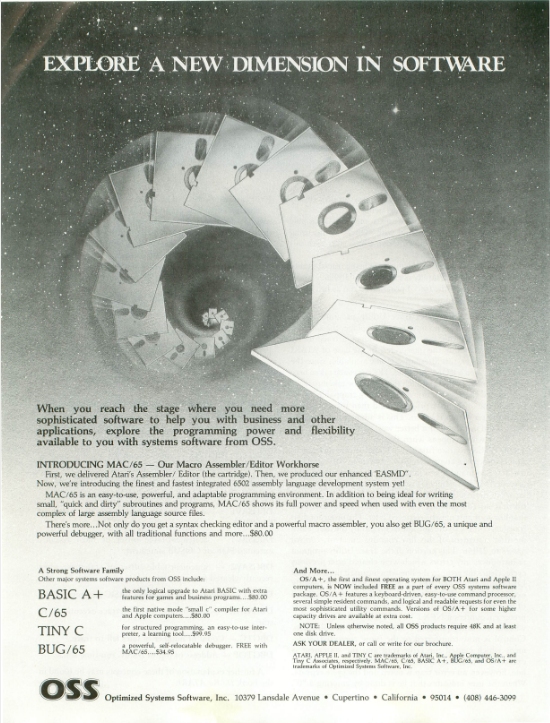 EXPLORE A NEW DIMENSION IN SOFTWARE
When you reach the stage where you need more
sophisticated software to help you with business and other
applications, explore the programming power and flexibility
available to you with systems software from OSS.
INTRODUCING MAC/65 — Our Macro Assembler/Editor Workhorse
First, we delivered Atari's Assembler/ Editor (the cartridge). Then, we produced our enhanced "EASMD".
Now, we're introducing the finest and fastest integrated 6502 assembly language development system yet!
MAC/65 is an easy-to-use, powerful, and adaptable programming environment. In addition to being ideal for writing
small, "quick and dirty" subroutines and programs, MAC/65 shows its full power and speed when used with even the most
complex of large assembly language source files.
There's more...Not only do you get a syntax checking editor and a powerful macro assembler, you also get BUG/65, a unique and
powerful debugger, with all traditional functions and more...$80.00
A Strong Software Family
Other major systems software products from OSS include:
BASIC A+ the only logical upgrade to Atari BASIC with extra
features for games and business programs....$80.00
C/65 the first native mode "small c" compiler for Atari
and Apple computers....$80.00
TINY C for structured programming, an easy-to-use inter-
preter, a learning tool....$99.95
BUG/65 a powerful, self-relocatable debugger. FREE with
MAC/65....$34.95
And More...
OS/A+, the first and finest operating system for BOTH Atari and Apple II
computers, is NOW included FREE as a part of every OSS systems software
package. OS/A+ features a keyboard-driven, easy-to-use command processor,
several simple resident commands, and logical and readable requests for even the
most sophisticated utility commands. Versions of OS/A+ for some higher
capacity drives are available at extra cost.
NOTE: Unless otherwise noted, all OSS products require 48K and at least
one disk drive.
ASK YOUR DEALER, or call or write for our brochure.
ATARI, APPLE II, and TINY C are trademarks of Atari, Inc., Apple Computer, Inc., and
Tiny C Associates, respectively. MAC/65, C/65, BASIC A+, BUG/65, and OS/A+ are
trademarks of Optimized Systems Software, Inc.
OSS Optimized Systems Software, Inc. 10379 Lansdale Avenue • Cupertino • California • 95014 • (408) 446-3099